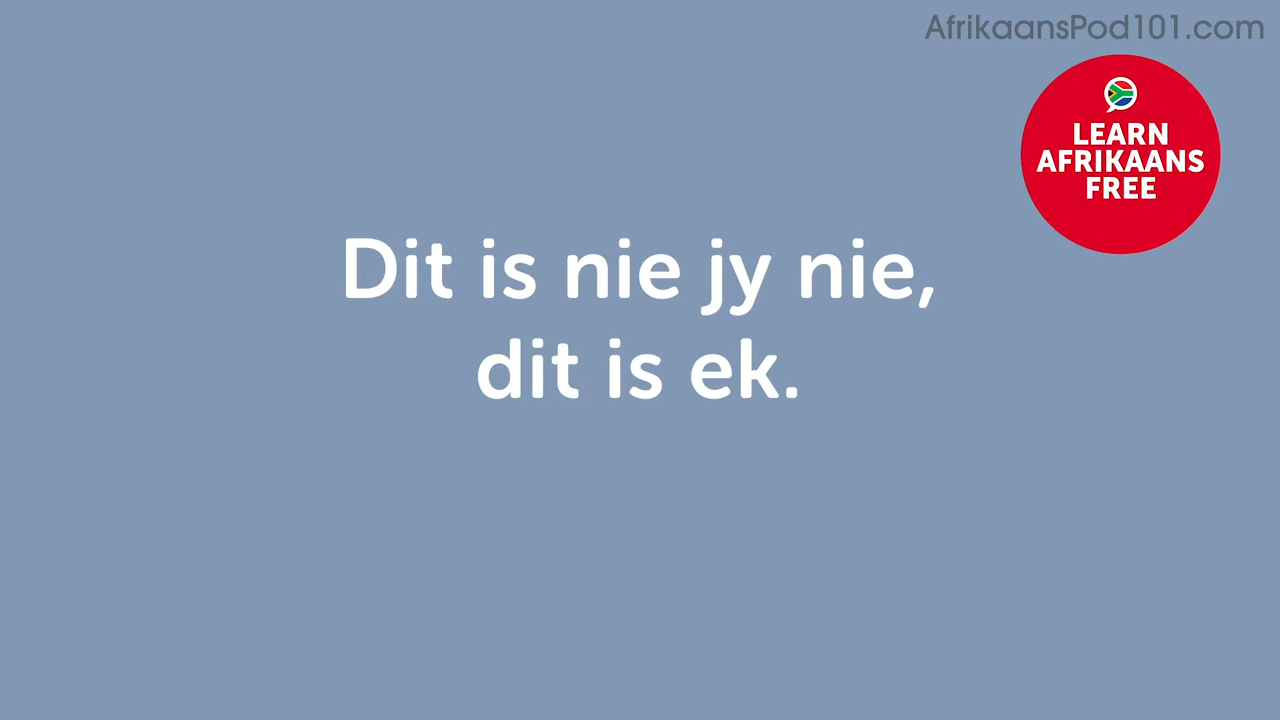 AfrikaansPod101.com
LEARN
AFRIKAANS
FREE
Dit is nie jy nie,
dit is ek.